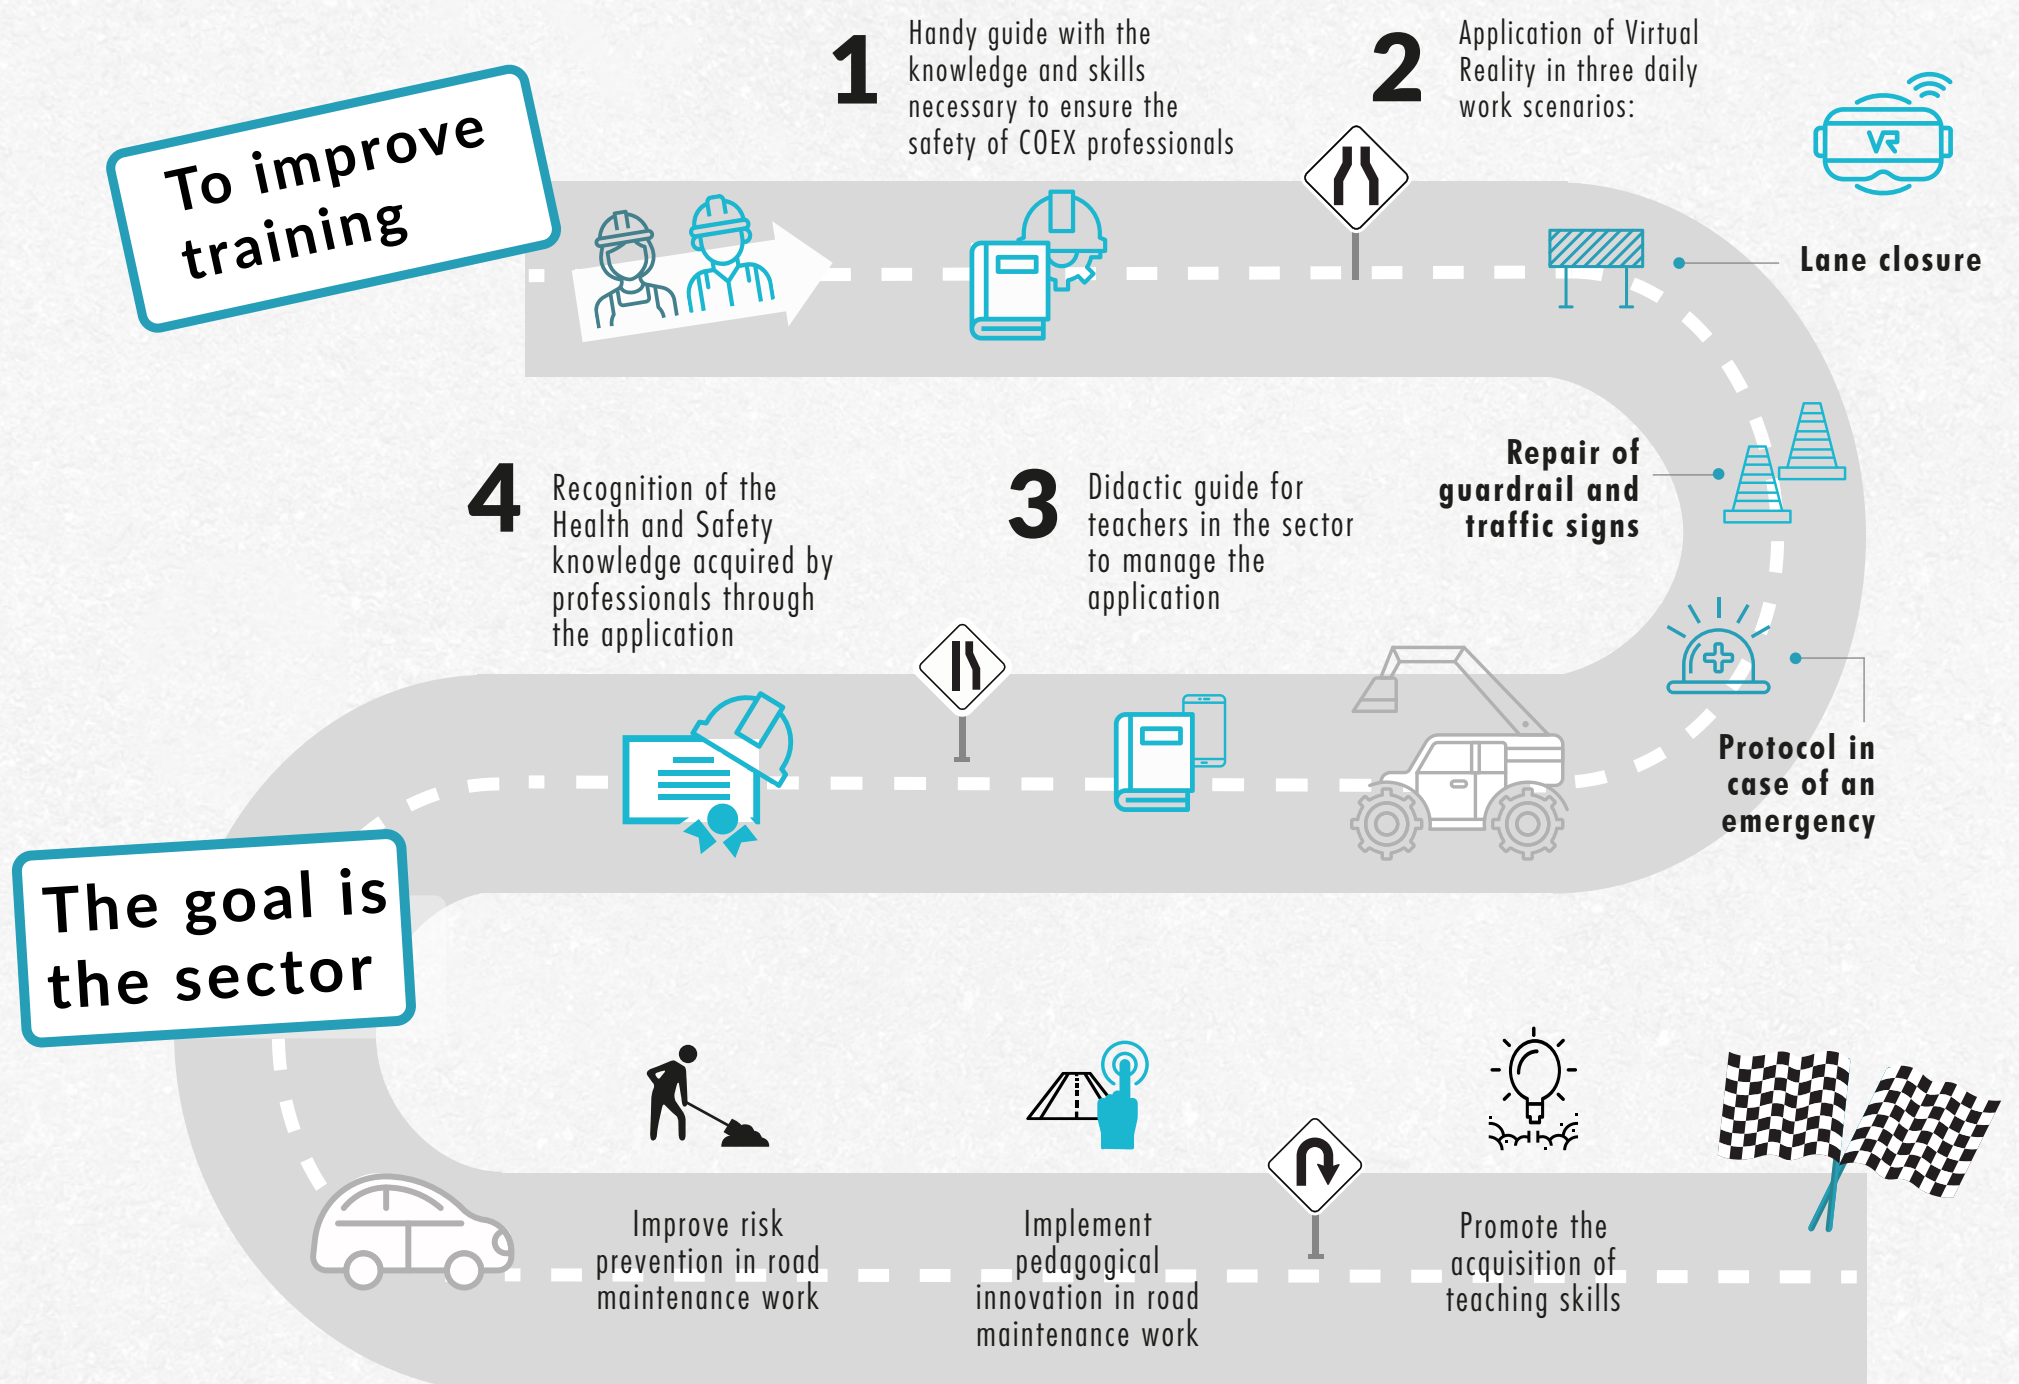 To improve
training
1
Handy guide with the
knowledge and skills
necessary to ensure the
safety of COEX professionals
2
Application of Virtual
Reality in three daily
work scenarios:
VR
Lane closure
Repair of
guardrail and
traffic signs
Protocol in
case of an
emergency
3
Didactic guide for
teachers in the sector
to manage the
application
4
Recognition of the
Health and Safety
knowledge acquired by
professionals through
the application
The goal is
the sector
Improve risk
prevention in road
maintenance work
Implement
pedagogical
innovation in road
maintenance work
Promote the
acquisition of
teaching skills